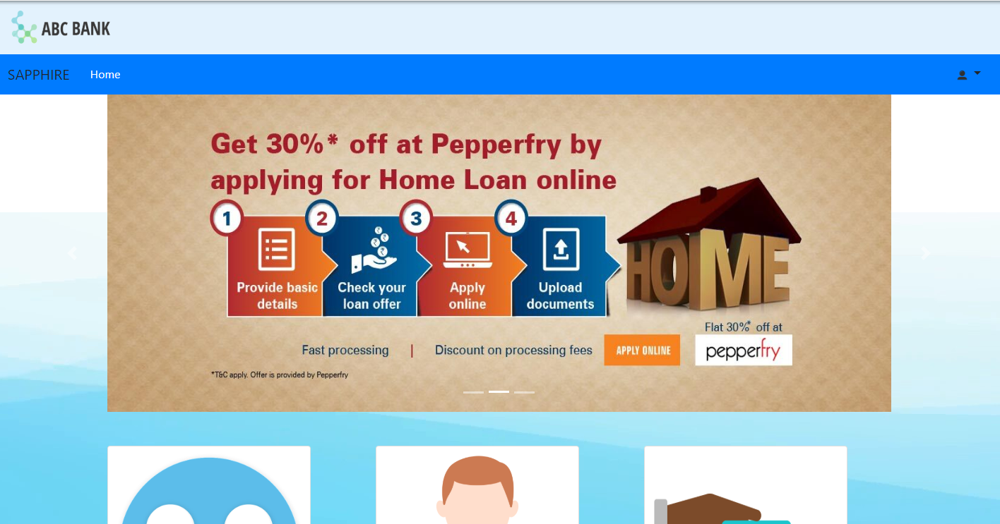 ABC BANK
SAPPHIRE Home
Get 30%* off at Pepperfry by
applying for Home Loan online
1 2 3 4
Provide basic
details
Check your
loan offer
Apply
online
Upload
documents
HOME
Flat 30%* off at
Fast processing | Discount on processing fees APPLY ONLINE pepperfry
*T&C apply. Offer is provided by Pepperfry